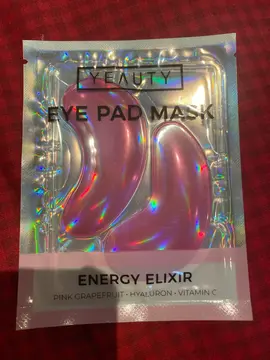 YEAUTY
EYE PAD MASK
ENERGY ELIXIR
PINK GRAPEFRUIT • HYALURON • VITAMIN C